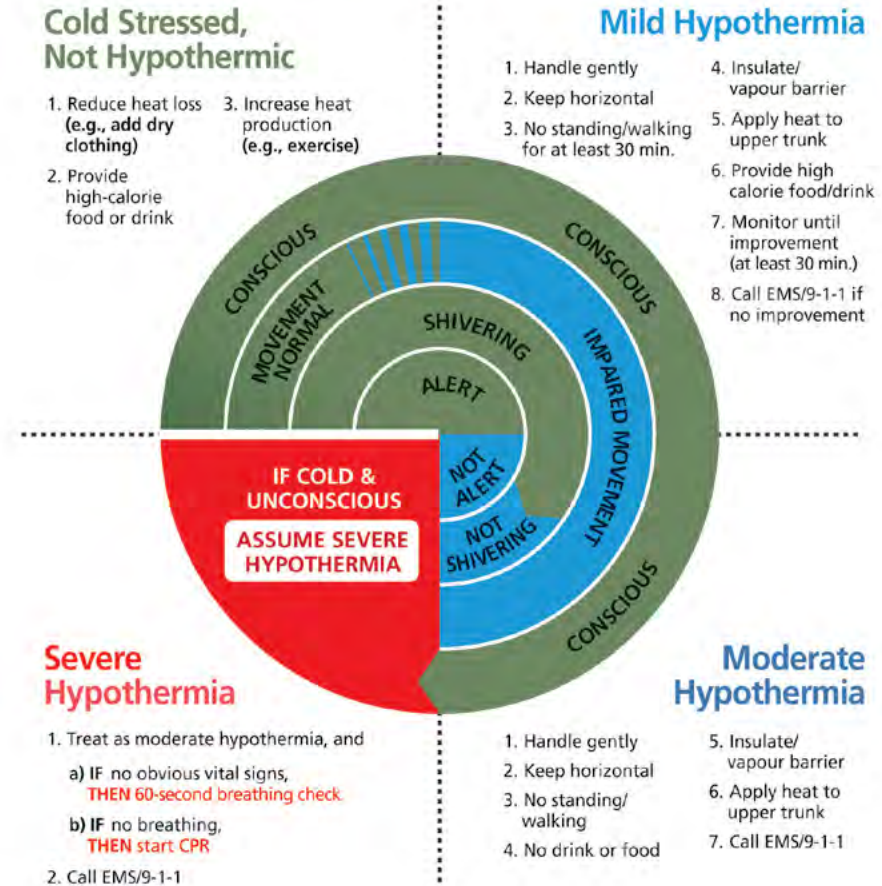 Cold Stressed,
Not Hypothermic
1. Reduce heat loss
(e.g., add dry
clothing)
2. Provide
high-calorie
food or drink
3. Increase heat
production
(e.g., exercise)
Mild Hypothermia
1. Handle gently
2. Keep horizontal
3. No standing/walking
for at least 30 min.
4. Insulate/
vapour barrier
5. Apply heat to
upper trunk
6. Provide high
calorie food/drink
7. Monitor until
improvement
(at least 30 min.)
8. Call EMS/9-1-1 if
no improvement
CONSCIOUS
CONSCIOUS
MOVEMENT
NORMAL
SHIVERING
ALERT
IMPAIRED MOVEMENT
NOT
ALERT
NOT
SHIVERING
CONSCIOUS
IF COLD &
UNCONSCIOUS
ASSUME SEVERE
HYPOTHERMIA
Severe
Hypothermia
1. Treat as moderate hypothermia, and
a) IF no obvious vital signs,
THEN 60-second breathing check
b) IF no breathing,
THEN start CPR
2. Call EMS/9-1-1
Moderate
Hypothermia
1. Handle gently
2. Keep horizontal
3. No standing/
walking
4. No drink or food
5. Insulate/
vapour barrier
6. Apply heat to
upper trunk
7. Call EMS/9-1-1